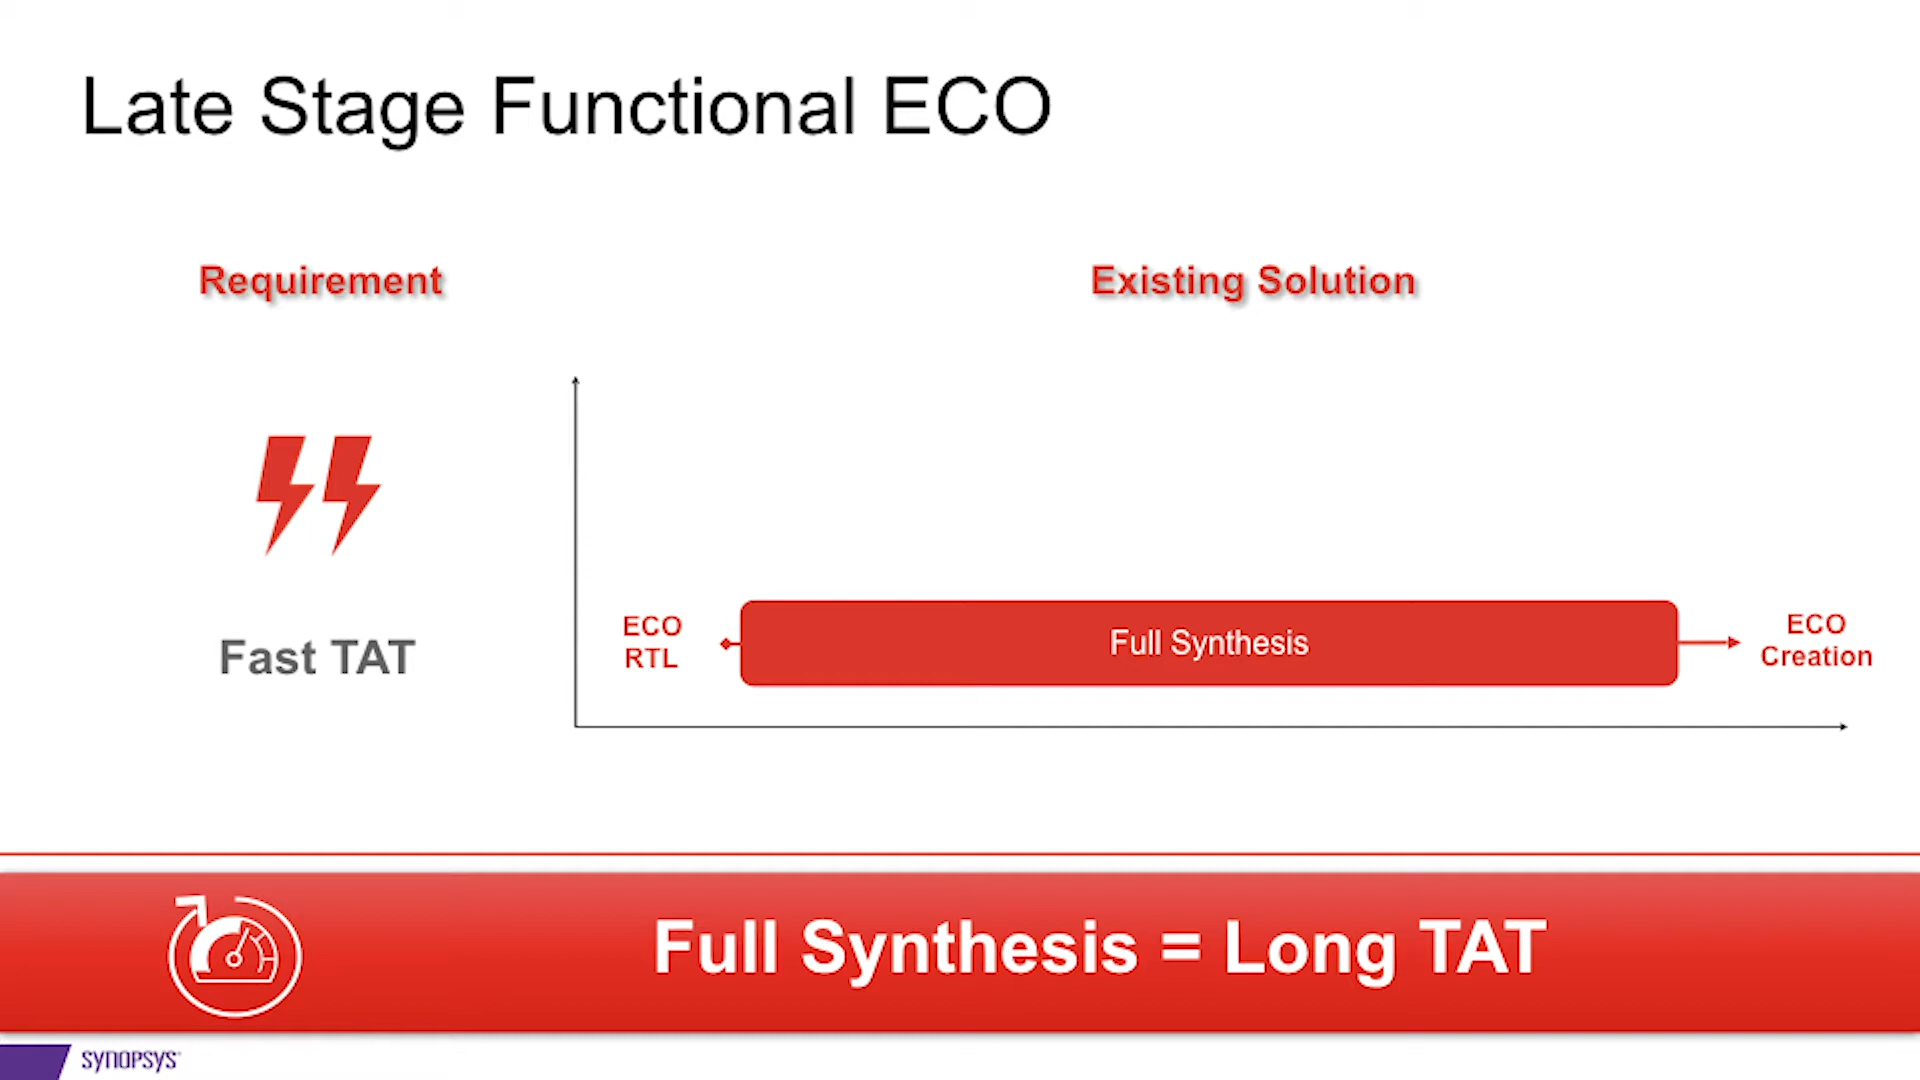 Late Stage Functional ECO
Requirement
Existing Solution
Fast TAT
ECO
RTL
Full Synthesis
ECO
Creation
Full Synthesis = Long TAT
SYNOPSYS